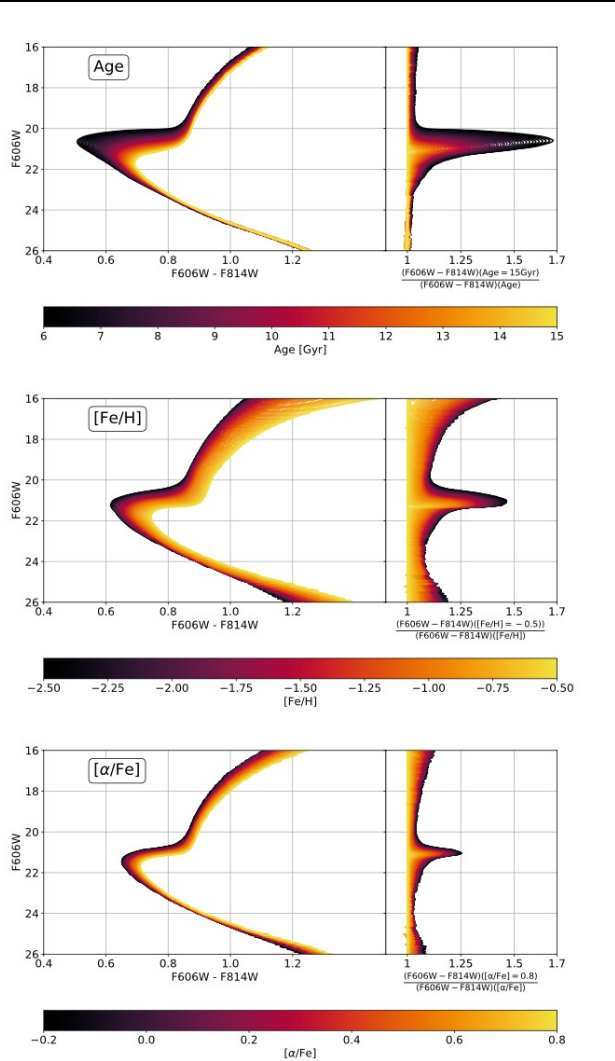 16
18
20
22
24
26
F606W
Age
0.4 0.6 0.8 1.0 1.2
F606W - F814W
1 1.25 1.5 1.7
(F606W − F814W)(Age = 15Gyr)
(F606W − F814W)(Age)
6 7 8 9 10 11 12 13 14 15
Age [Gyr]
16
18
20
22
24
26
F606W
[Fe/H]
0.4 0.6 0.8 1.0 1.2
F606W - F814W
1 1.25 1.5 1.7
(F606W − F814W)([Fe/H] = − 0.5))
(F606W − F814W)([Fe/H])
−2.50 −2.25 −2.00 −1.75 −1.50 −1.25 −1.00 −0.75 −0.50
[Fe/H]
16
18
20
22
24
26
F606W
[α/Fe]
0.4 0.6 0.8 1.0 1.2
F606W - F814W
1 1.25 1.5 1.7
(F606W − F814W)([α/Fe] = 0.8)
(F606W − F814W)([α/Fe])
−0.2 0.0 0.2 0.4 0.6 0.8
[α/Fe]